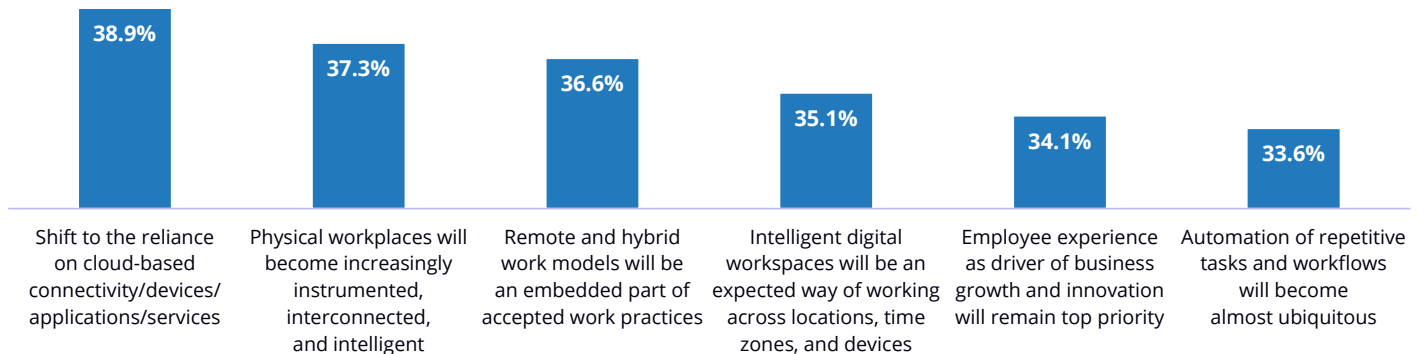 38.9%
37.3%
36.6%
35.1%
34.1%
33.6%
Shift to the reliance
on cloud-based
connectivity/devices/
applications/services
Physical workplaces will
become increasingly
instrumented,
interconnected,
and intelligent
Remote and hybrid
work models will be
an embedded part of
accepted work practices
Intelligent digital
workspaces will be an
expected way of working
across locations, time
zones, and devices
Employee experience
as driver of business
growth and innovation
will remain top priority
Automation of repetitive
tasks and workflows
will become
almost ubiquitous